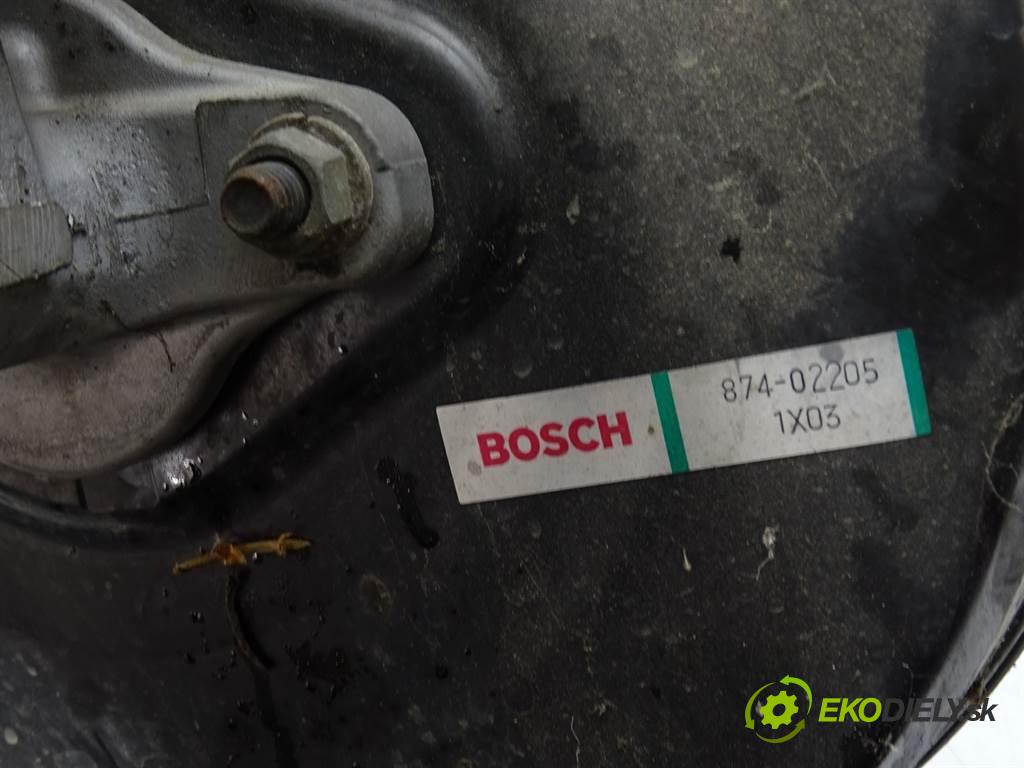 BOSCH
874-02205
1X03
EKODIELY.sk